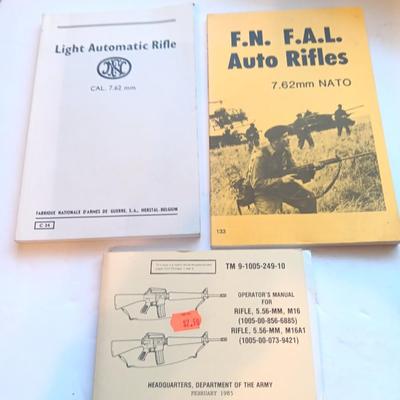 Light Automatic Rifle
FN
CAL. 7.62 mm
FABRIQUE NATIONALE D'ARMES DE GUERRE, S.A., HERSTAL-BELGIUM
C 34
F.N. F.A.L.
Auto Rifles
7.62mm NATO
133
TM 9-1005-249-10
OPERATOR'S MANUAL
FOR
RIFLE, 5.56-MM, M16
(1005-00-856-6885)
RIFLE, 5.56-MM, M16A1
(1005-00-073-9421)
$7.50
HEADQUARTERS, DEPARTMENT OF THE ARMY
FEBRUARY 1985